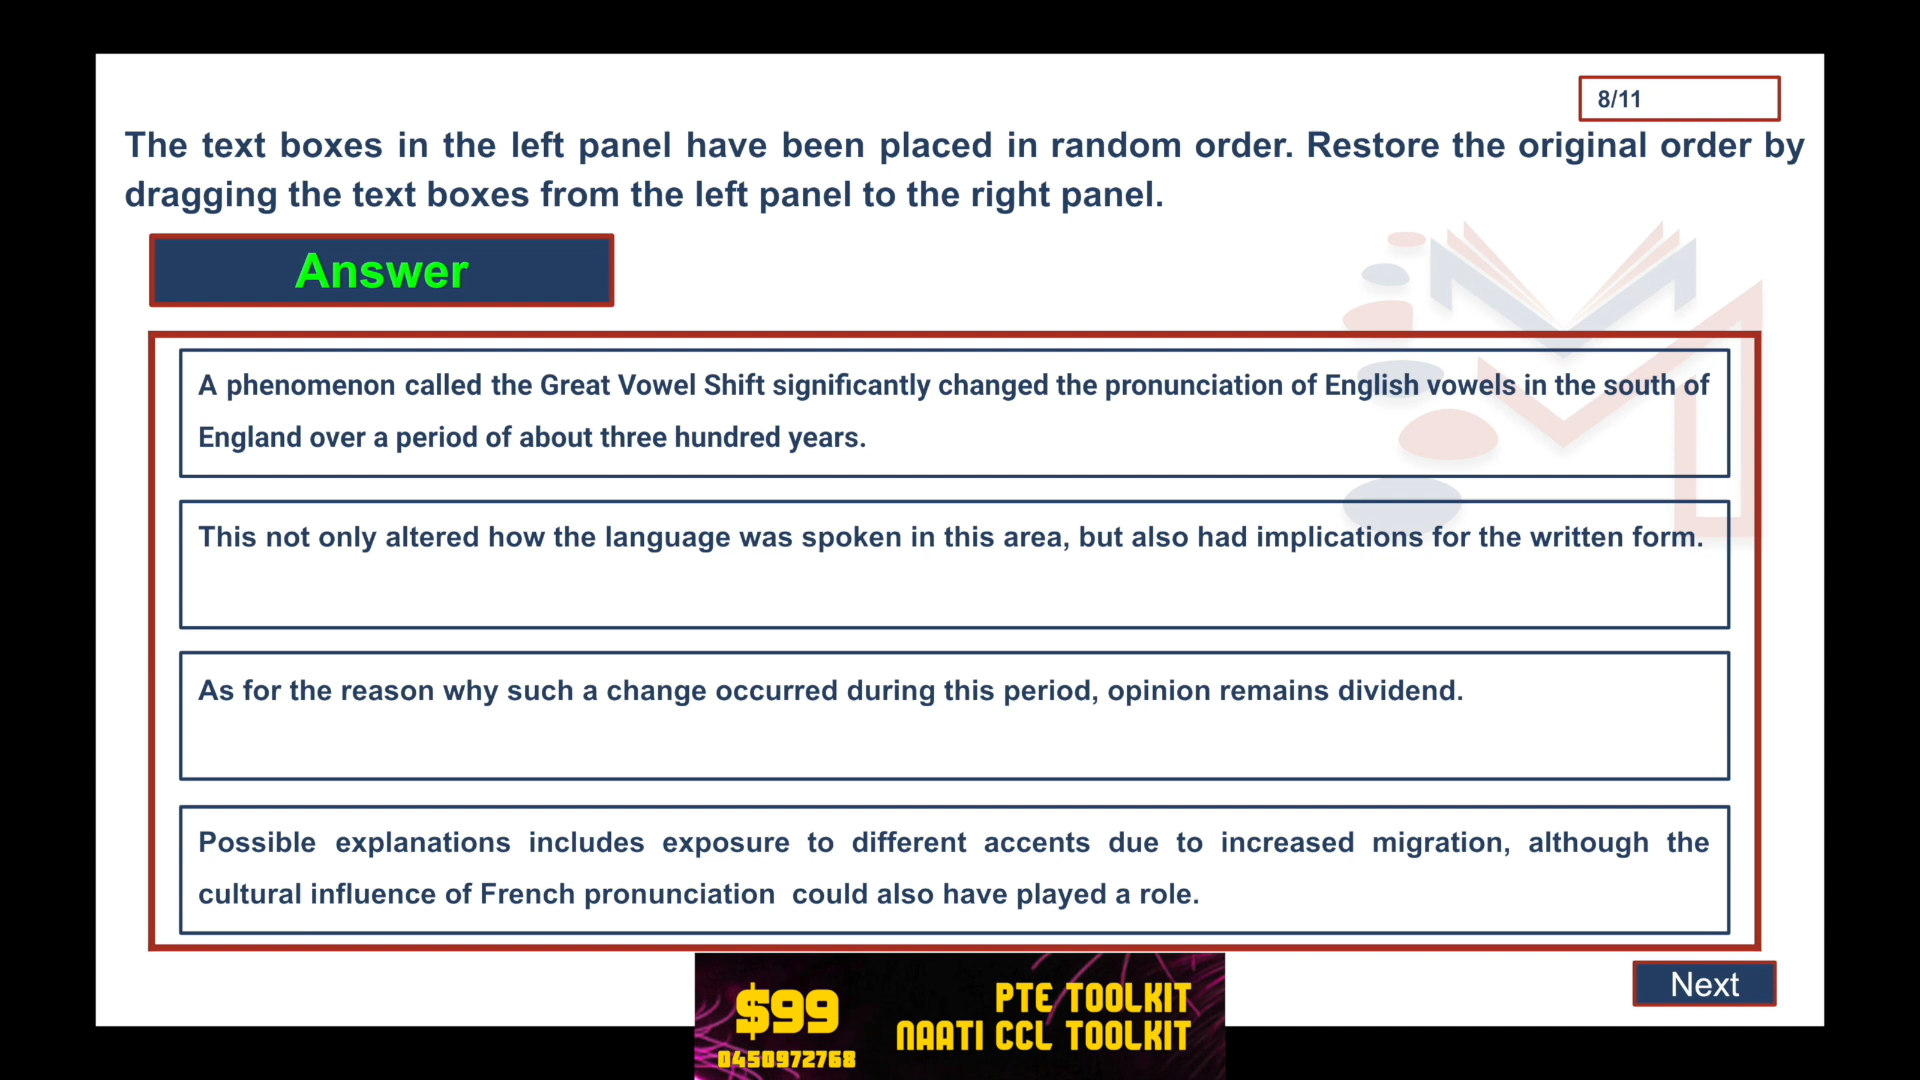 8/11
The text boxes in the left panel have been placed in random order. Restore the original order by
dragging the text boxes from the left panel to the right panel.
Answer
A phenomenon called the Great Vowel Shift significantly changed the pronunciation of English vowels in the south of
England over a period of about three hundred years.
This not only altered how the language was spoken in this area, but also had implications for the written form.
As for the reason why such a change occurred during this period, opinion remains dividend.
Possible explanations includes exposure to different accents due to increased migration, although the
cultural influence of French pronunciation could also have played a role.
Next
$99
0450972768
PTE TOOLKIT
NAATI CCL TOOLKIT